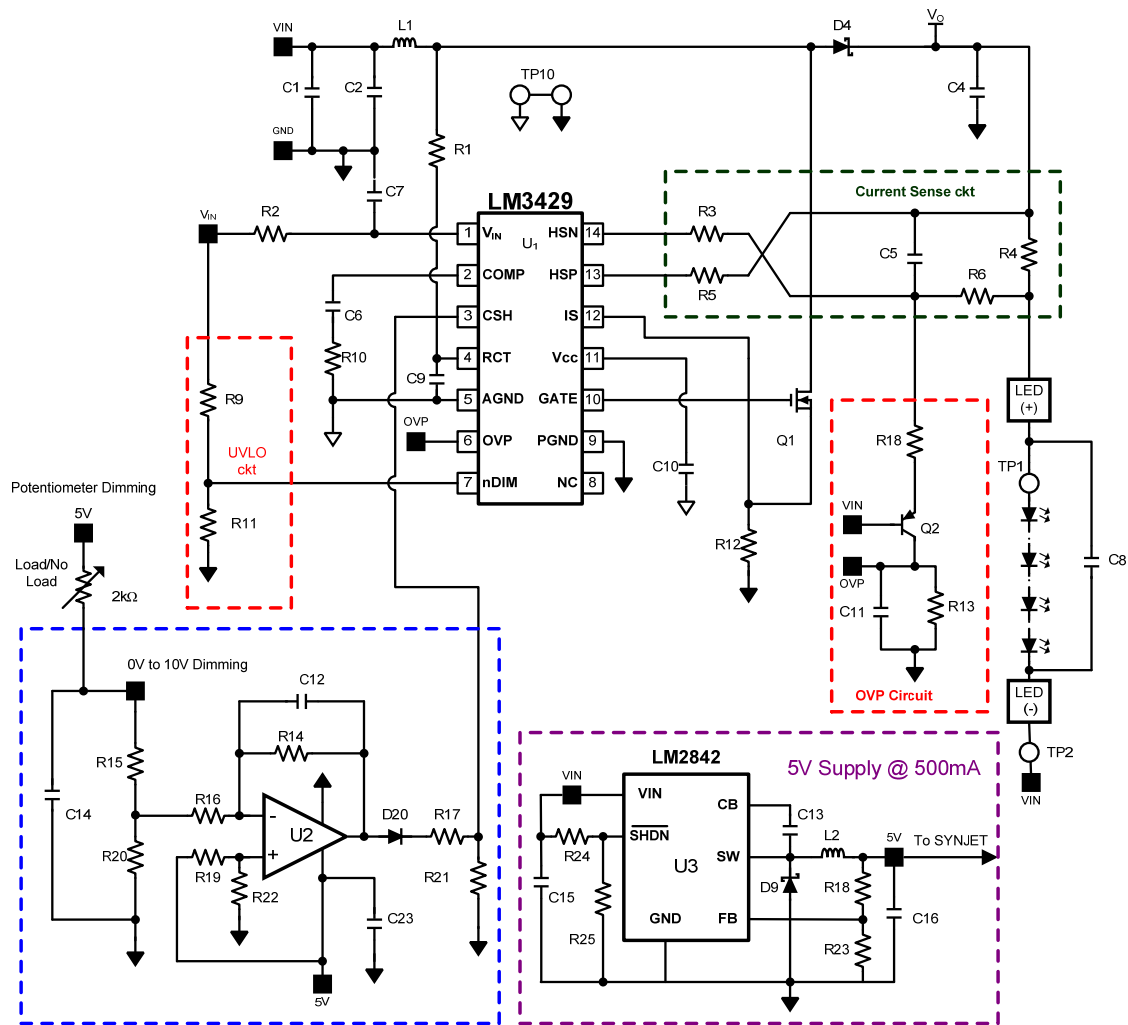 VIN
L1
D4
VO
C1
C2
TP10
C4
GND
R1
C7
LM3429
Current Sense ckt
VIN
R2
1
VIN
U1
HSN
14
R3
C5
R4
2
COMP
HSP
13
R5
R6
C6
3
CSH
IS
12
R10
4
RCT
Vcc
11
C9
LED
(+)
R9
5
AGND
GATE
10
Q1
OVP
6
OVP
PGND
9
R18
UVLO
ckt
C10
TP1
7
nDIM
NC
8
Potentiometer Dimming
5V
R11
VIN
Q2
R12
C8
Load/No
Load
2kΩ
OVP
C11
R13
0V to 10V Dimming
C12
OVP Circuit
LED
(-)
R14
LM2842
5V Supply @ 500mA
TP2
R15
VIN
VIN
CB
VIN
C14
R16
-
U2
D20
R17
C13
SHDN
R24
L2
5V
To SYNJET
R20
+
R19
U3
SW
R21
D9
R18
R22
C15
C23
GND
FB
C16
R25
R23
5V